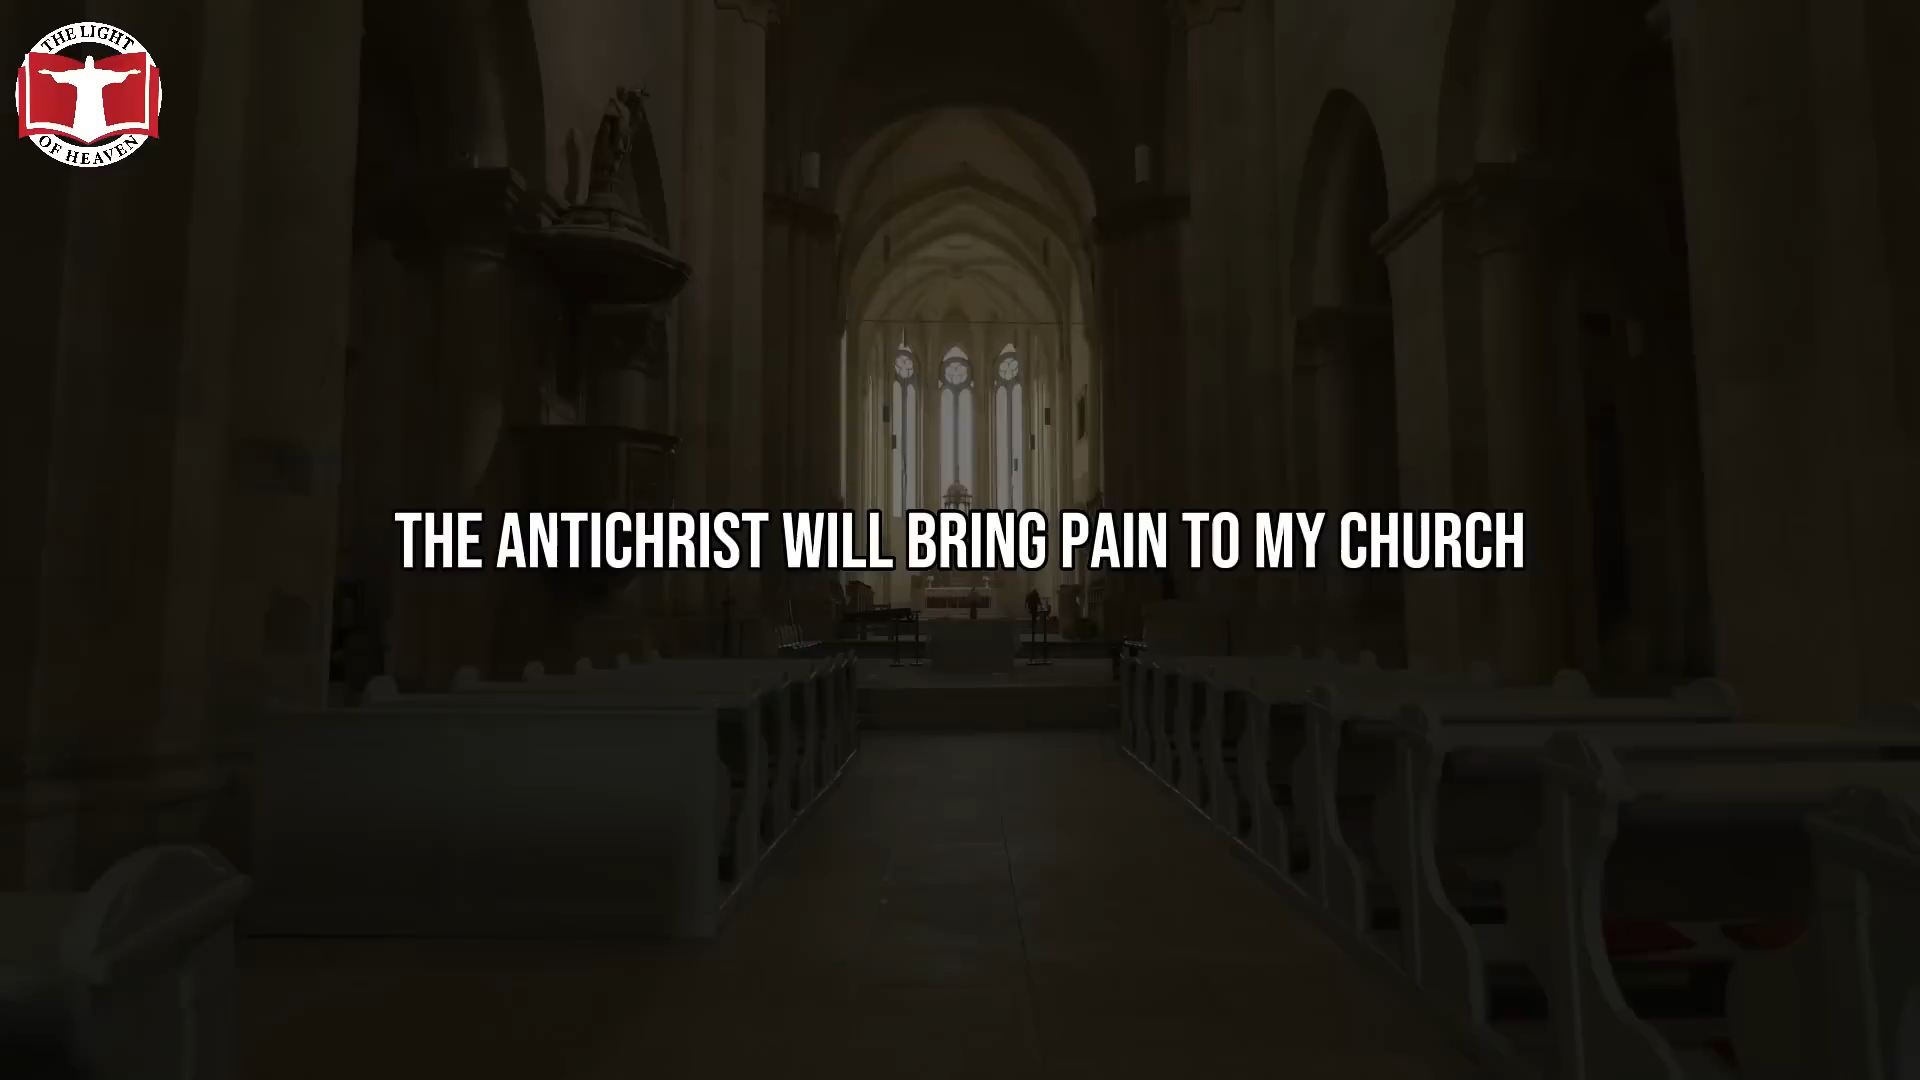 THE LIGHT
OF HEAVEN
THE ANTICHRIST WILL BRING PAIN TO MY CHURCH